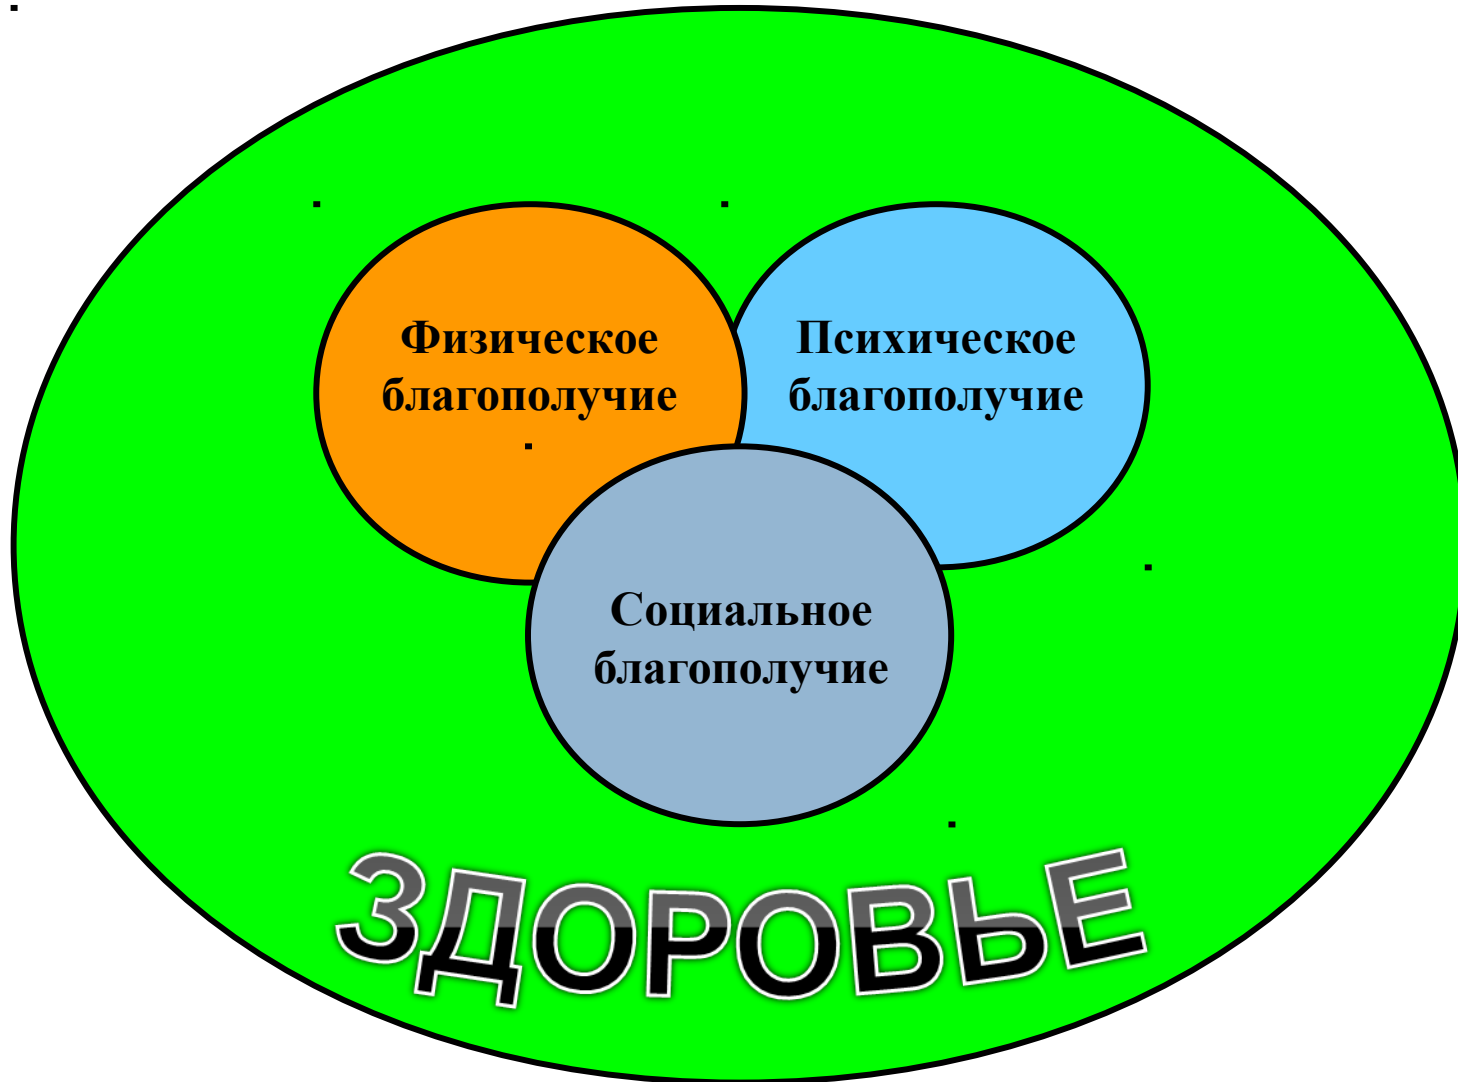 Физическое
благополучие
Психическое
благополучие
Социальное
благополучие
ЗДОРОВЬЕ